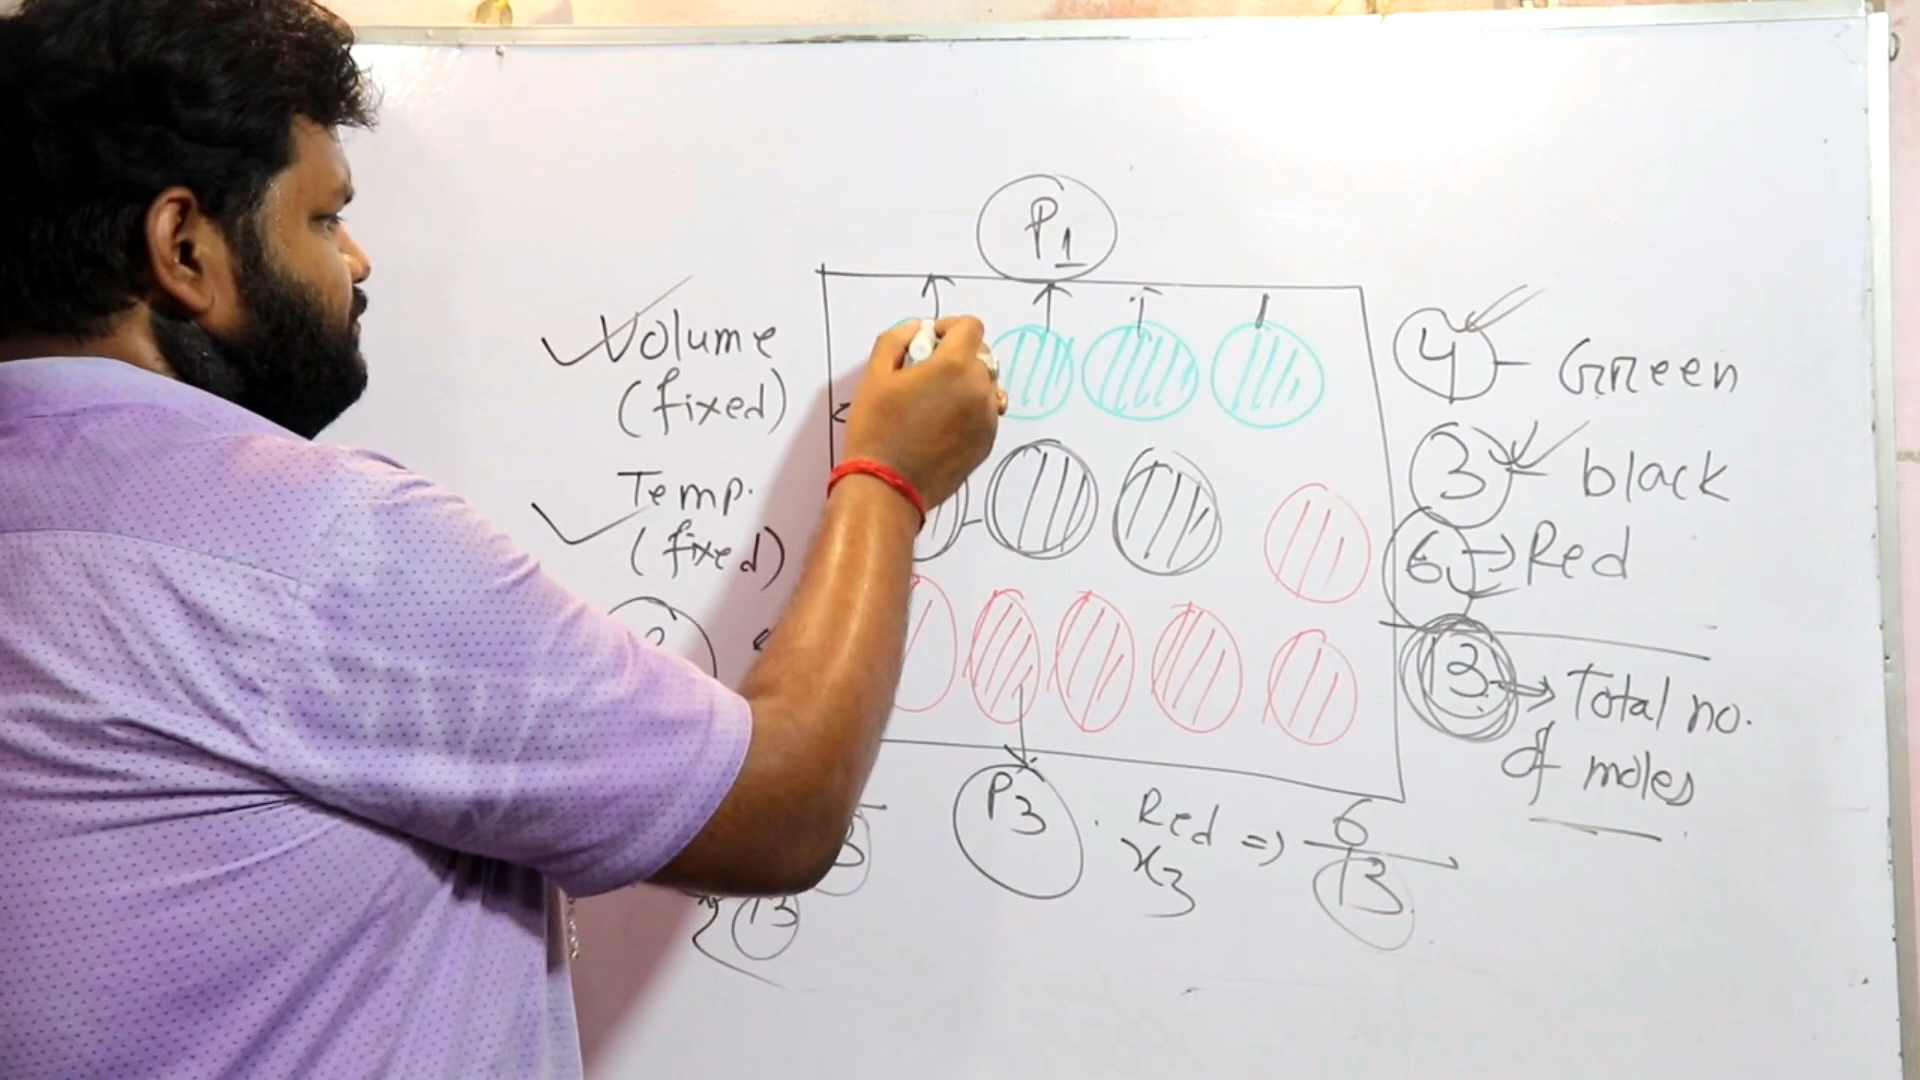 P1
Volume
(fixed)
Temp.
(fixed)
4 - Green
3 - black
6 → Red
13 → Total no.
of moles
P3 . Red ⇒ 6/13
x3
13